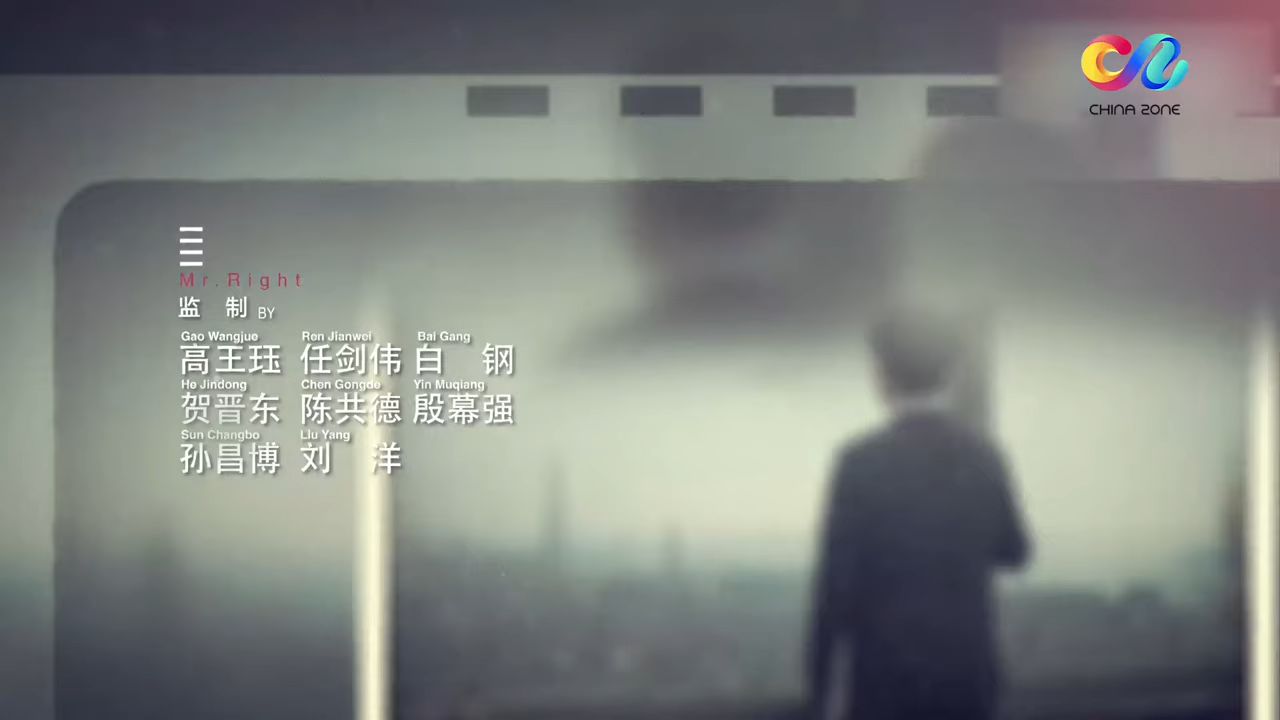 CHINA ZONE
Mr.Right
监 制 BY
Gao Wangjue Ren Jianwei Bai Gang
高王珏 任剑伟 白 钢
He Jindong Chen Gongde Yin Muqiang
贺晋东 陈共德 殷幕强
Sun Changbo Liu Yang
孙昌博 刘 洋